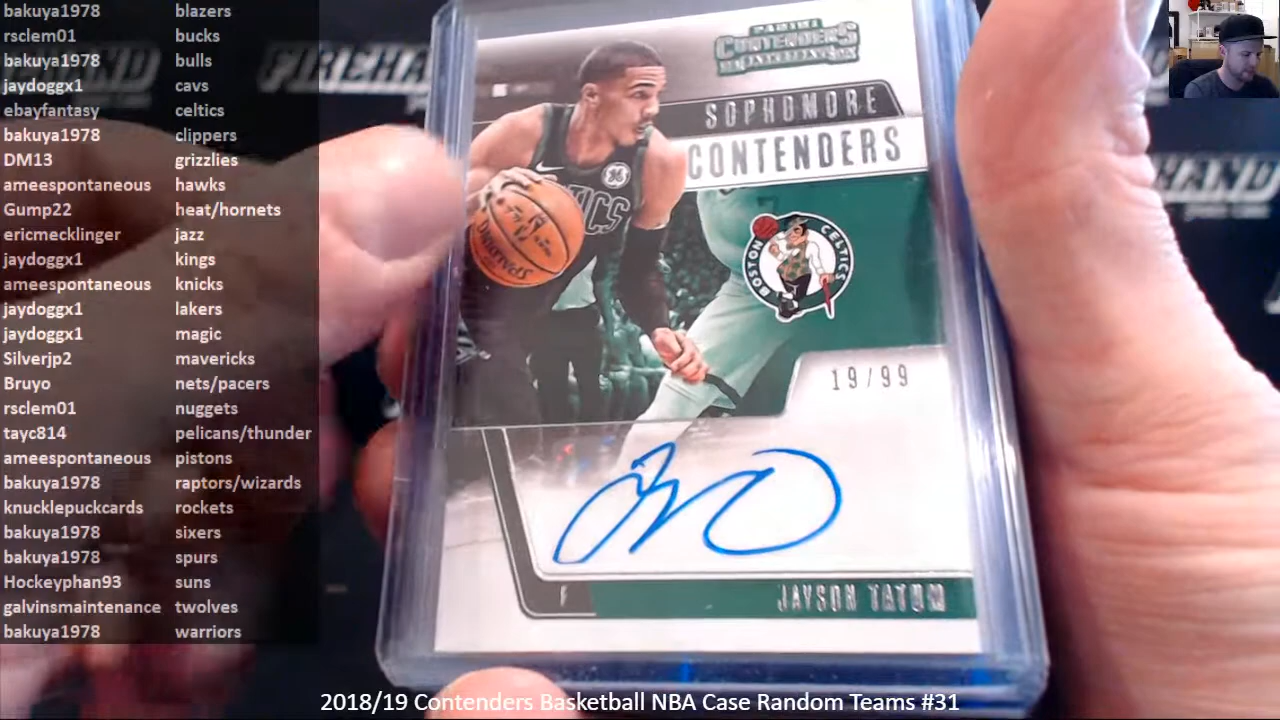 bakuya1978 blazers
rsclem01 bucks
bakuya1978 bulls
jaydoggx1 cavs
ebayfantasy celtics
bakuya1978 clippers
DM13 grizzlies
ameespontaneous hawks
Gump22 heat/hornets
ericmecklinger jazz
jaydoggx1 kings
ameespontaneous knicks
jaydoggx1 lakers
jaydoggx1 magic
Silverjp2 mavericks
Bruyo nets/pacers
rsclem01 nuggets
tayc814 pelicans/thunder
ameespontaneous pistons
bakuya1978 raptors/wizards
knucklepuckcards rockets
bakuya1978 sixers
bakuya1978 spurs
Hockeyphan93 suns
galvinsmaintenance twolves
bakuya1978 warriors
PANINI
CONTENDERS
SOPHOMORE
CONTENDERS
SPALDING
BOSTON CELTICS
19/99
F
JAYSON TATUM
2018/19 Contenders Basketball NBA Case Random Teams #31